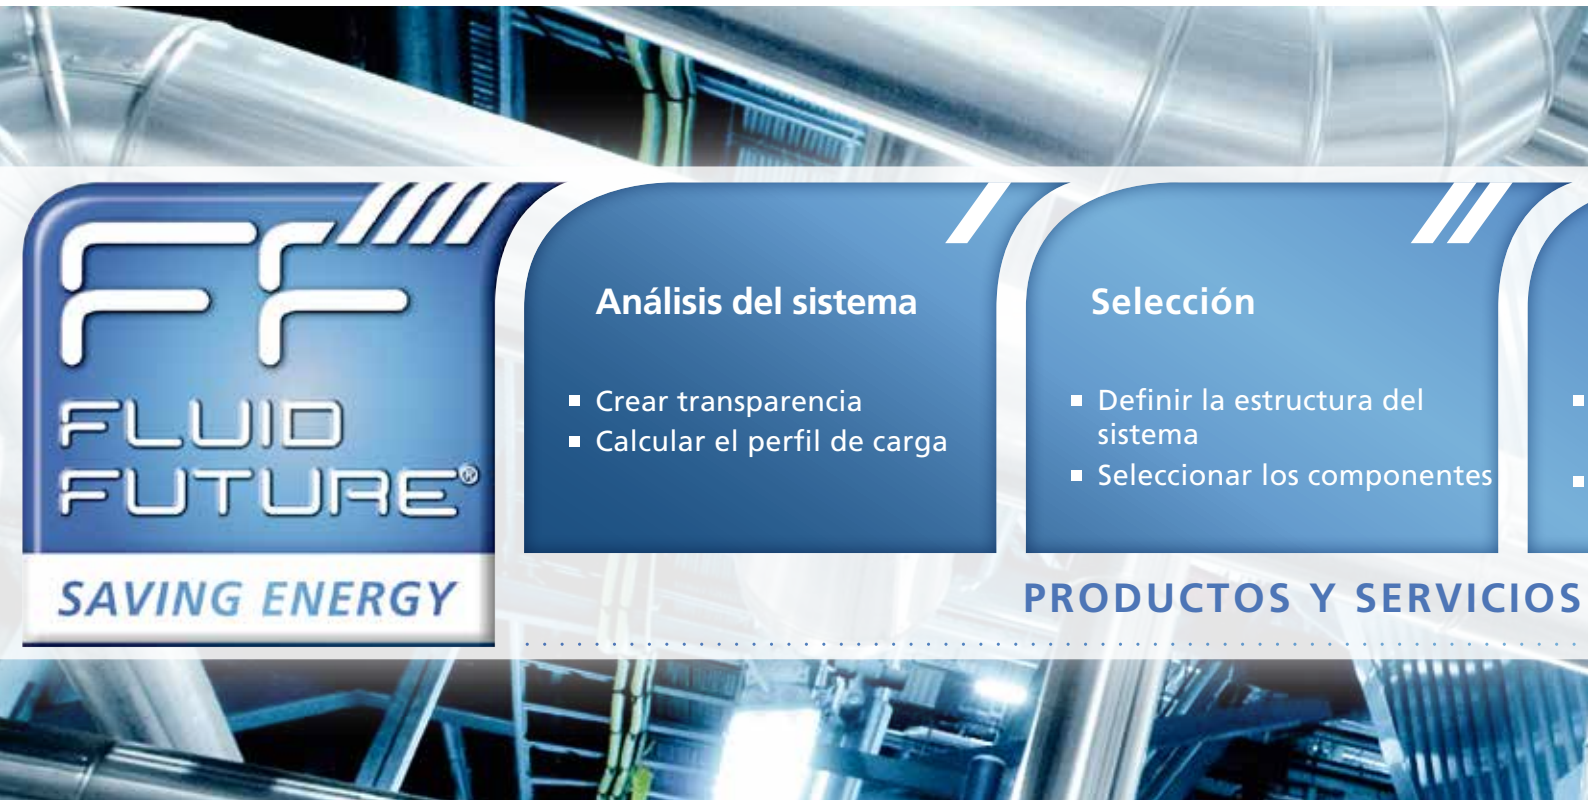 FF
FLUID
FUTURE®
SAVING ENERGY
Análisis del sistema
Crear transparencia
Calcular el perfil de carga
Selección
Definir la estructura del
sistema
Seleccionar los componentes
PRODUCTOS Y SERVICIOS